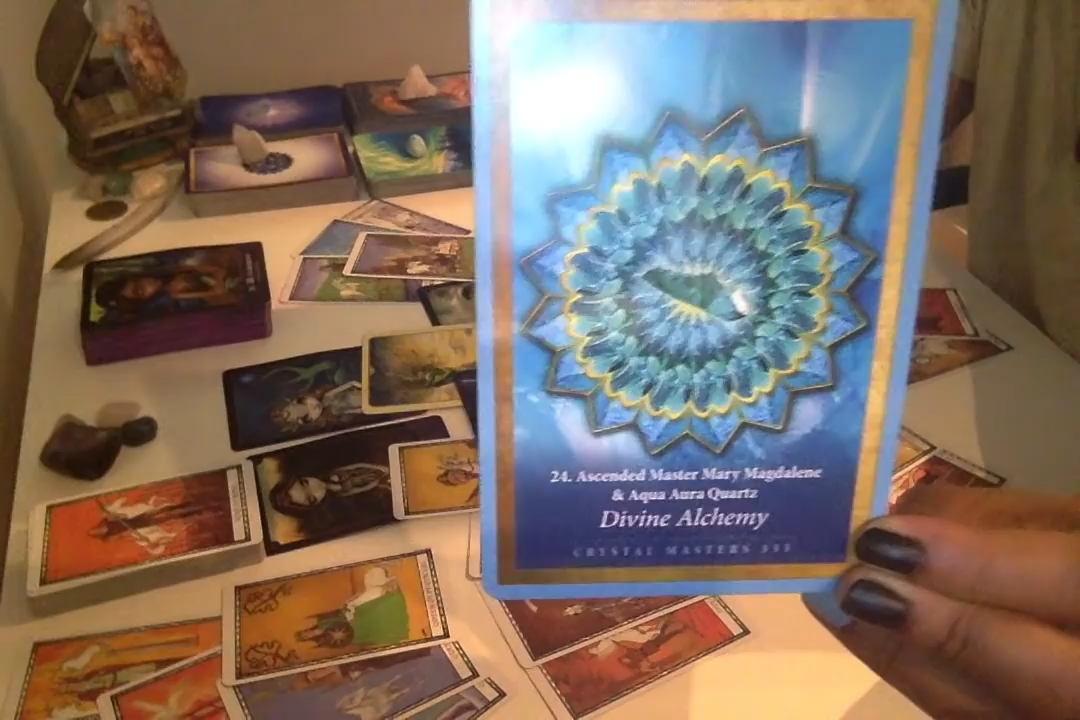 24. Ascended Master Mary Magdalene
& Aqua Aura Quartz
Divine Alchemy
CRYSTAL MASTERS 333